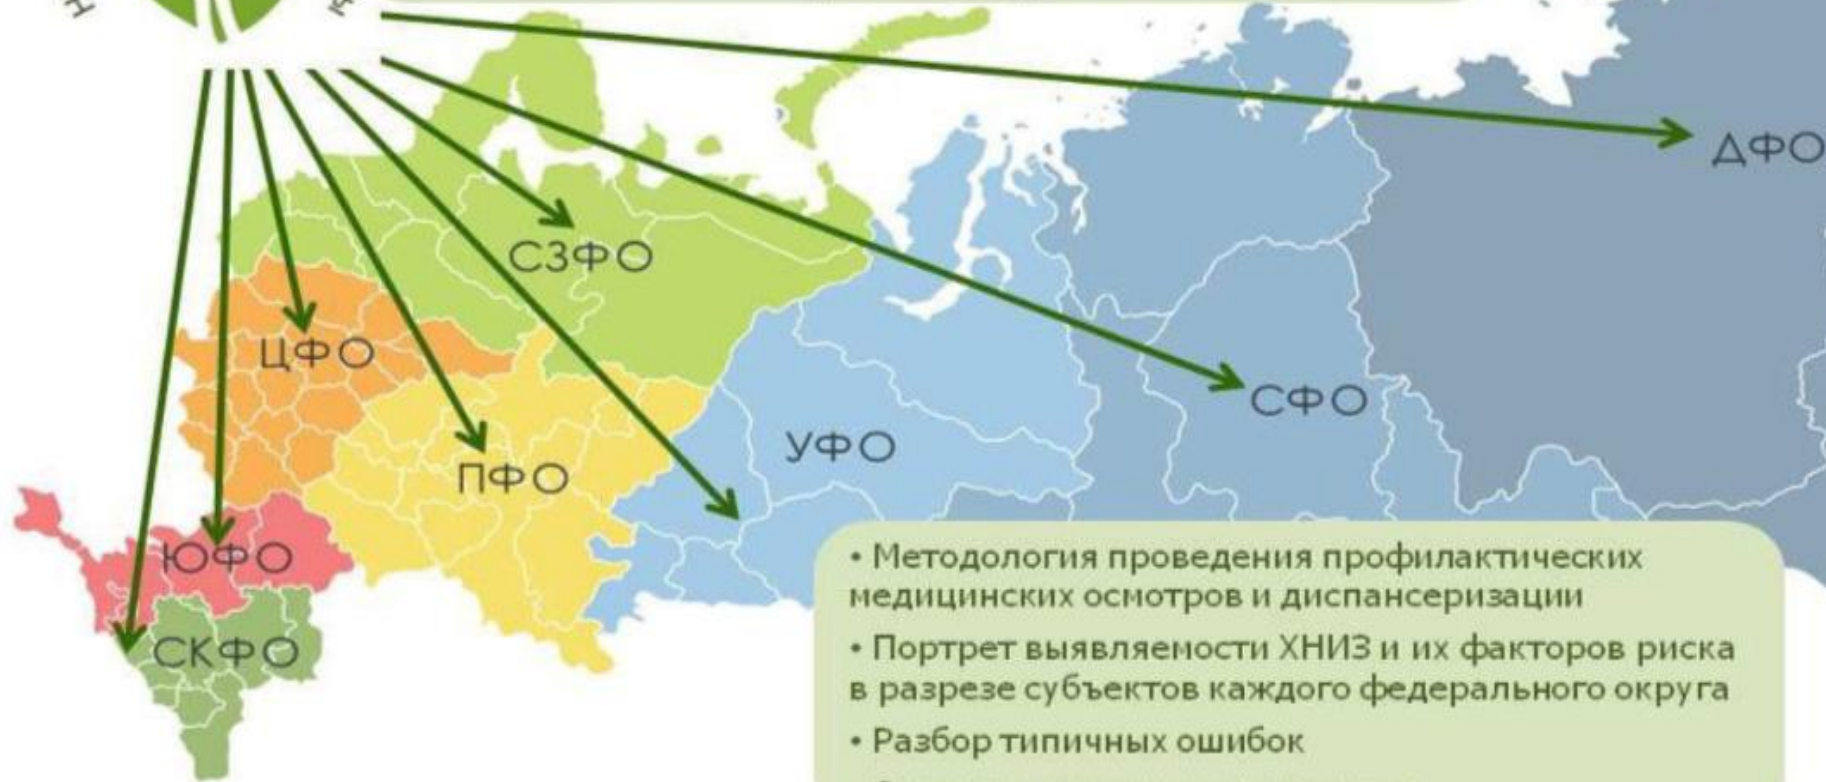 ДФО
СЗФО
ЦФО
СФО
УФО
ПФО
ЮФО
СКФО
• Методология проведения профилактических
медицинских осмотров и диспансеризации
• Портрет выявляемости ХНИЗ и их факторов риска
в разрезе субъектов каждого федерального округа
• Разбор типичных ошибок